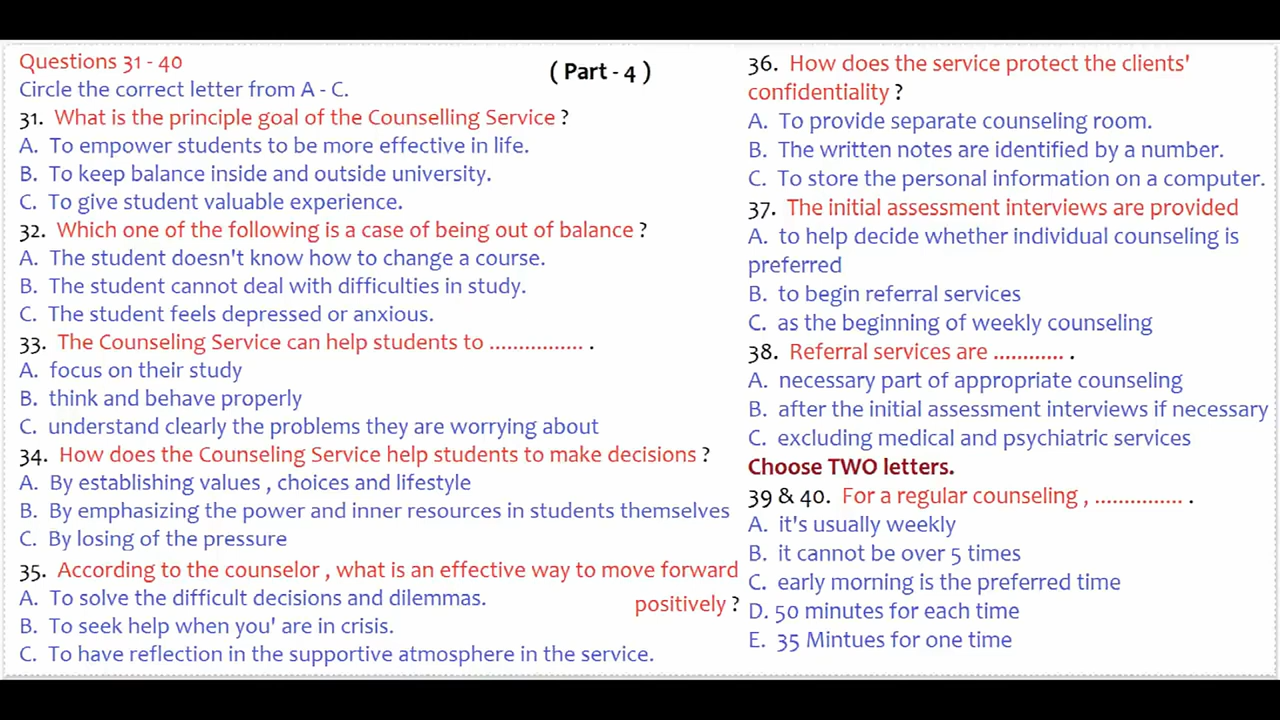 Questions 31 - 40
( Part - 4 )
Circle the correct letter from A - C.
31. What is the principle goal of the Counselling Service ?
A. To empower students to be more effective in life.
B. To keep balance inside and outside university.
C. To give student valuable experience.
32. Which one of the following is a case of being out of balance ?
A. The student doesn't know how to change a course.
B. The student cannot deal with difficulties in study.
C. The student feels depressed or anxious.
33. The Counseling Service can help students to ................ .
A. focus on their study
B. think and behave properly
C. understand clearly the problems they are worrying about
34. How does the Counseling Service help students to make decisions ?
A. By establishing values , choices and lifestyle
B. By emphasizing the power and inner resources in students themselves
C. By losing of the pressure
35. According to the counselor , what is an effective way to move forward
positively ?
A. To solve the difficult decisions and dilemmas.
B. To seek help when you' are in crisis.
C. To have reflection in the supportive atmosphere in the service.
36. How does the service protect the clients'
confidentiality ?
A. To provide separate counseling room.
B. The written notes are identified by a number.
C. To store the personal information on a computer.
37. The initial assessment interviews are provided
A. to help decide whether individual counseling is
preferred
B. to begin referral services
C. as the beginning of weekly counseling
38. Referral services are ............ .
A. necessary part of appropriate counseling
B. after the initial assessment interviews if necessary
C. excluding medical and psychiatric services
Choose TWO letters.
39 & 40. For a regular counseling , ............... .
A. it's usually weekly
B. it cannot be over 5 times
C. early morning is the preferred time
D. 50 minutes for each time
E. 35 Mintues for one time